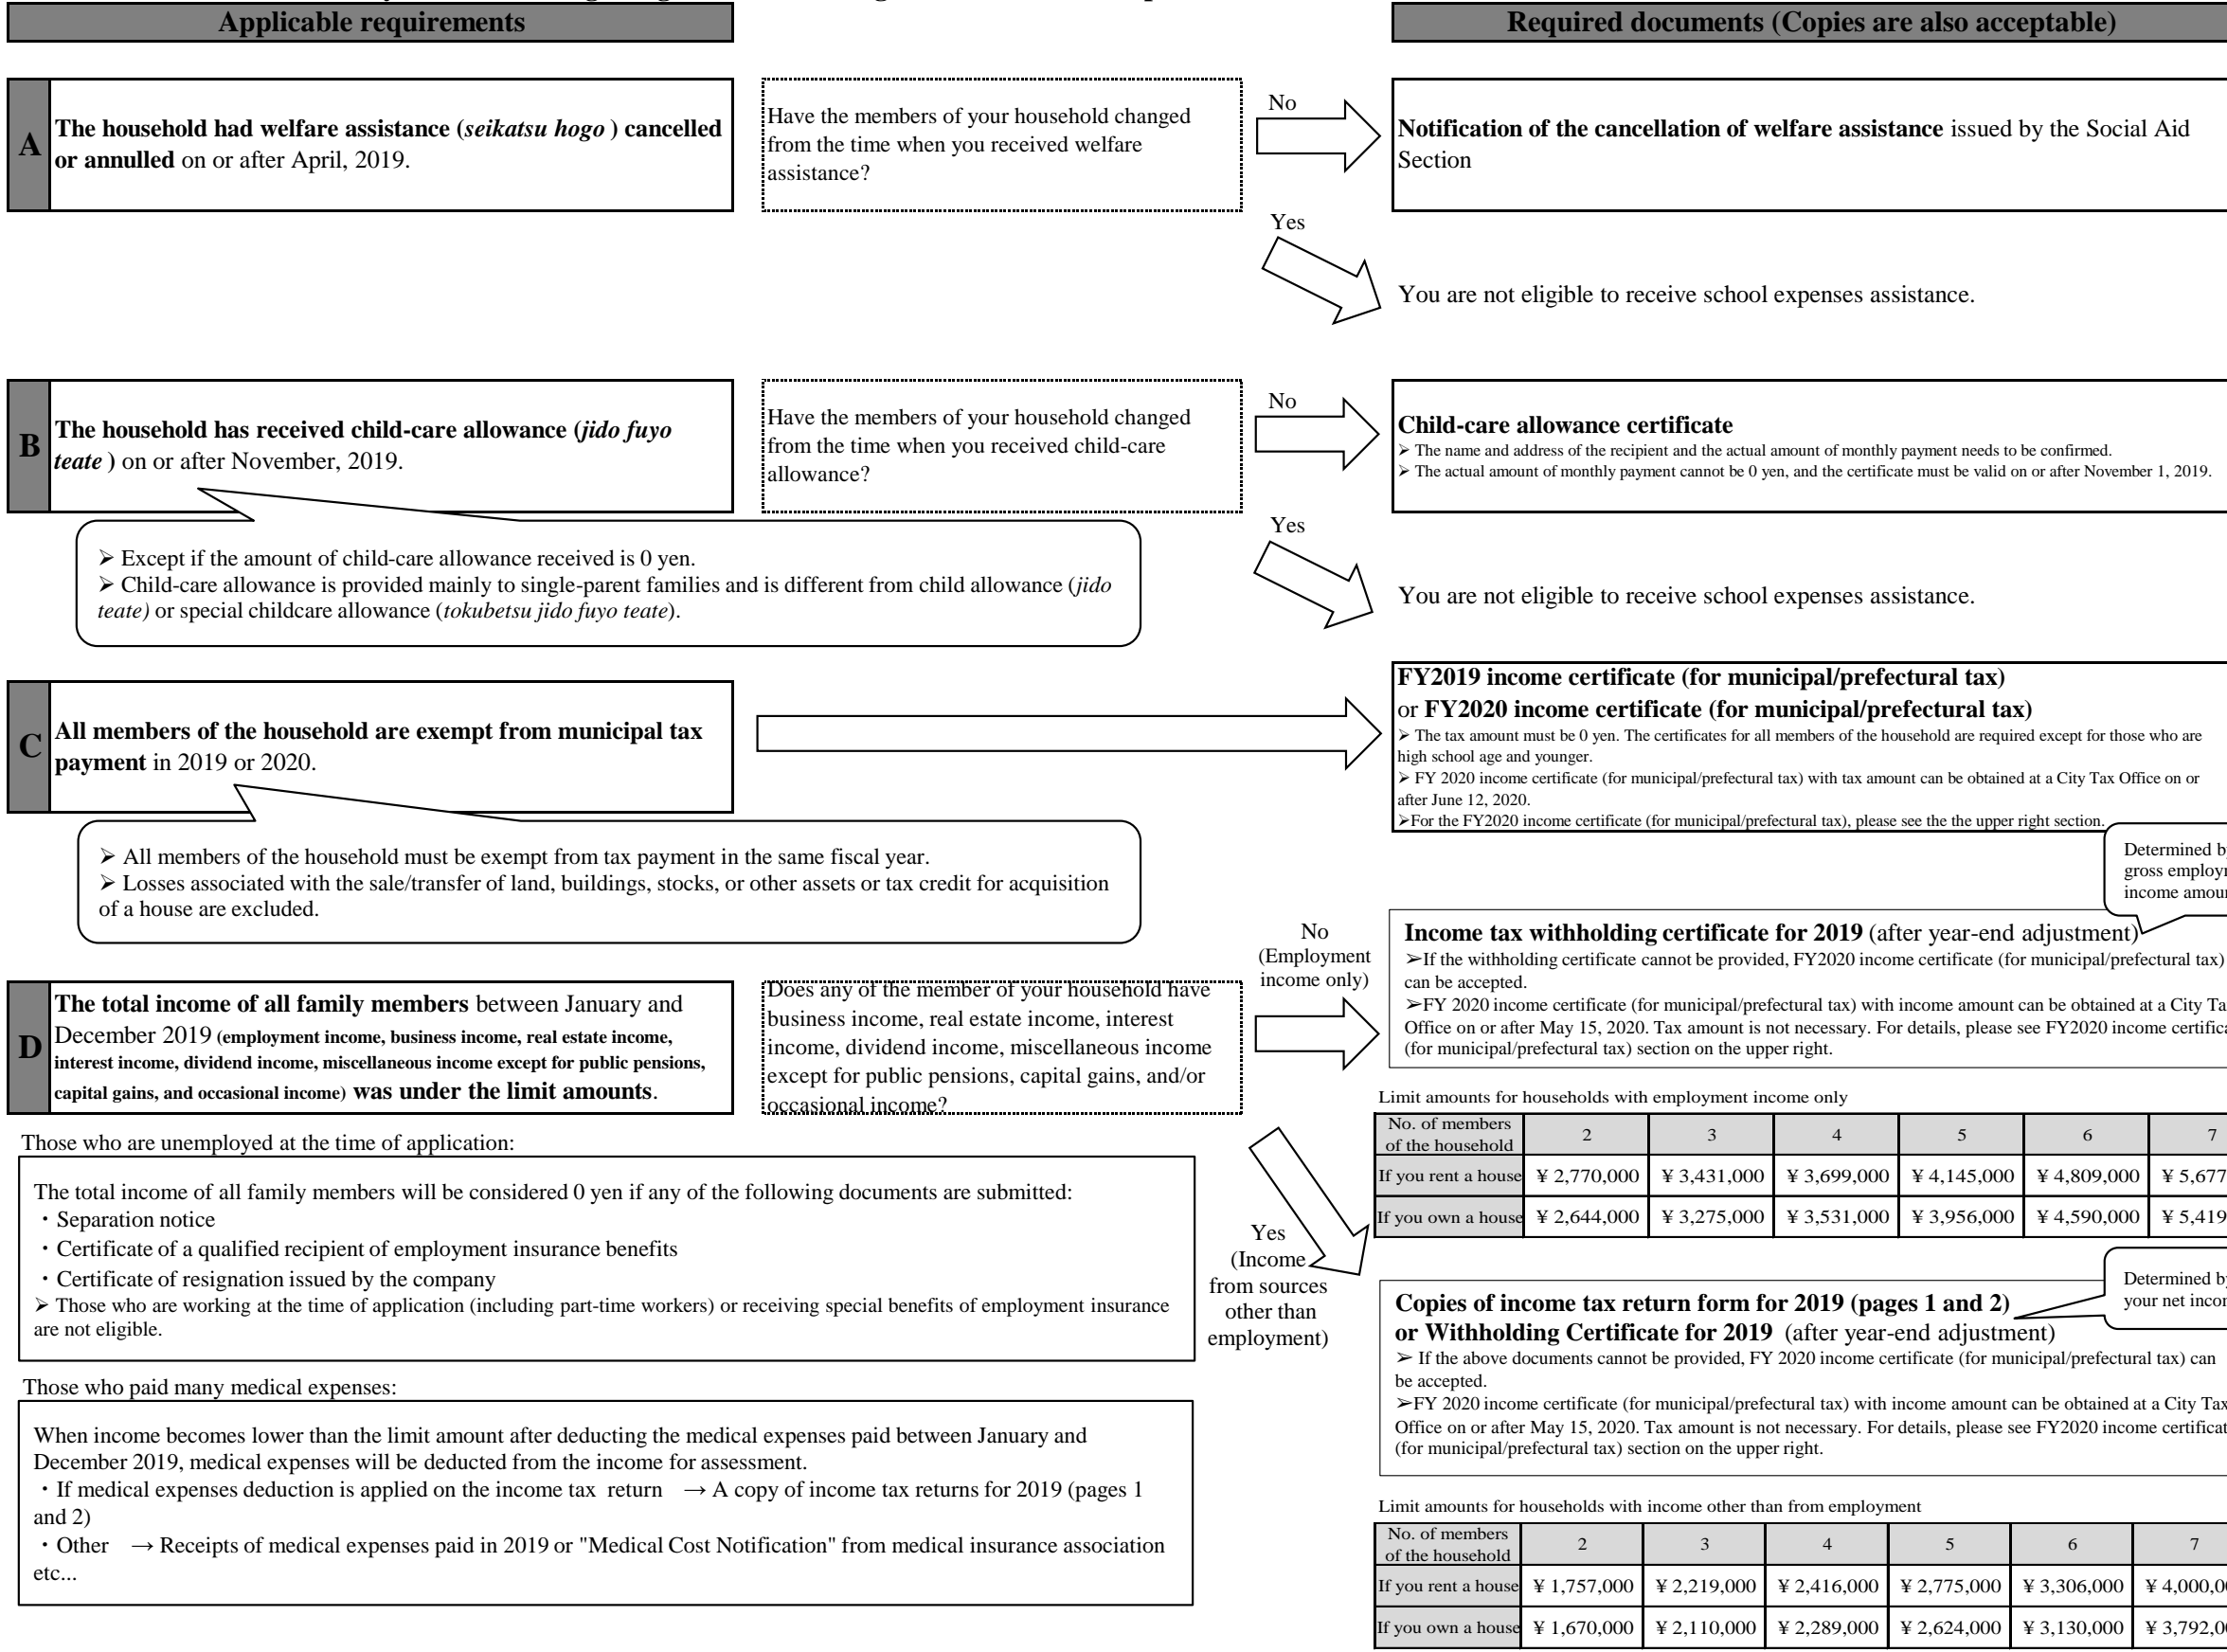 Applicable requirements
Required documents (Copies are also acceptable)
A
The household had welfare assistance (seikatsu hogo ) cancelled
or annulled on or after April, 2019.
Have the members of your household changed
from the time when you received welfare
assistance?
No
Notification of the cancellation of welfare assistance issued by the Social Aid
Section
Yes
You are not eligible to receive school expenses assistance.
B
The household has received child-care allowance (jido fuyo
teate ) on or after November, 2019.
Have the members of your household changed
from the time when you received child-care
allowance?
No
Child-care allowance certificate
➢ The name and address of the recipient and the actual amount of monthly payment needs to be confirmed.
➢ The actual amount of monthly payment cannot be 0 yen, and the certificate must be valid on or after November 1, 2019.
➢ Except if the amount of child-care allowance received is 0 yen.
➢ Child-care allowance is provided mainly to single-parent families and is different from child allowance (jido
teate) or special childcare allowance (tokubetsu jido fuyo teate).
Yes
You are not eligible to receive school expenses assistance.
C
All members of the household are exempt from municipal tax
payment in 2019 or 2020.
FY2019 income certificate (for municipal/prefectural tax)
or FY2020 income certificate (for municipal/prefectural tax)
➢ The tax amount must be 0 yen. The certificates for all members of the household are required except for those who are
high school age and younger.
➢ FY 2020 income certificate (for municipal/prefectural tax) with tax amount can be obtained at a City Tax Office on or
after June 12, 2020.
➢For the FY2020 income certificate (for municipal/prefectural tax), please see the the upper right section.
➢ All members of the household must be exempt from tax payment in the same fiscal year.
➢ Losses associated with the sale/transfer of land, buildings, stocks, or other assets or tax credit for acquisition
of a house are excluded.
Determined
gross
income
D
The total income of all family members between January and
December 2019 (employment income, business income, real estate income,
interest income, dividend income, miscellaneous income except for public pensions,
capital gains, and occasional income) was under the limit amounts.
Does any of the member of your household have
business income, real estate income, interest
income, dividend income, miscellaneous income
except for public pensions, capital gains, and/or
occasional income?
No
(Employment
income only)
Income tax withholding certificate for 2019 (after year-end adjustment)
➢If the withholding certificate cannot be provided, FY2020 income certificate (for municipal/prefectural tax)
can be accepted.
➢FY 2020 income certificate (for municipal/prefectural tax) with income amount can be obtained at a City
Office on or after May 15, 2020. Tax amount is not necessary. For details, please see FY2020 income
(for municipal/prefectural tax) section on the upper right.
Limit amounts for households with employment income only
No. of members
of the household 2 3 4 5 6 7
If you rent a house ¥ 2,770,000 ¥ 3,431,000 ¥ 3,699,000 ¥ 4,145,000 ¥ 4,809,000 ¥ 5,677
If you own a house ¥ 2,644,000 ¥ 3,275,000 ¥ 3,531,000 ¥ 3,956,000 ¥ 4,590,000 ¥ 5,419
Those who are unemployed at the time of application:
The total income of all family members will be considered 0 yen if any of the following documents are submitted:
・Separation notice
・Certificate of a qualified recipient of employment insurance benefits
・Certificate of resignation issued by the company
➢ Those who are working at the time of application (including part-time workers) or receiving special benefits of employment insurance
are not eligible.
Yes
(Income
from sources
other than
employment)
Determined
your net
Copies of income tax return form for 2019 (pages 1 and 2)
or Withholding Certificate for 2019 (after year-end adjustment)
➢ If the above documents cannot be provided, FY 2020 income certificate (for municipal/prefectural tax) can
be accepted.
➢FY 2020 income certificate (for municipal/prefectural tax) with income amount can be obtained at a City Tax
Office on or after May 15, 2020. Tax amount is not necessary. For details, please see FY2020 income
(for municipal/prefectural tax) section on the upper right.
Those who paid many medical expenses:
When income becomes lower than the limit amount after deducting the medical expenses paid between January and
December 2019, medical expenses will be deducted from the income for assessment.
・If medical expenses deduction is applied on the income tax return → A copy of income tax returns for 2019 (pages 1
and 2)
・Other → Receipts of medical expenses paid in 2019 or "Medical Cost Notification" from medical insurance association
etc...
Limit amounts for households with income other than from employment
No. of members
of the household 2 3 4 5 6 7
If you rent a house ¥ 1,757,000 ¥ 2,219,000 ¥ 2,416,000 ¥ 2,775,000 ¥ 3,306,000 ¥ 4,000,0
If you own a house ¥ 1,670,000 ¥ 2,110,000 ¥ 2,289,000 ¥ 2,624,000 ¥ 3,130,000 ¥ 3,792,0